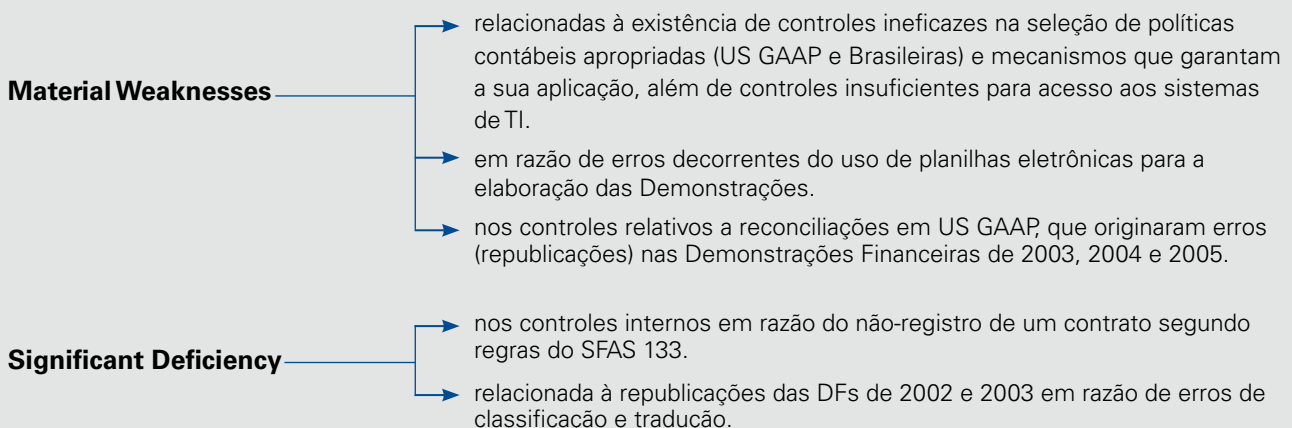 relacionadas à existência de controles ineficazes na seleção de políticas
contábeis apropriadas (US GAAP e Brasileiras) e mecanismos que garantam
Material Weaknesses
a sua aplicação, além de controles insuficientes para acesso aos sistemas
de TI.
em razão de erros decorrentes do uso de planilhas eletrônicas para a
elaboração das Demonstrações.
nos controles relativos a reconciliações em US GAAP, que originaram erros
(republicações) nas Demonstrações Financeiras de 2003, 2004 e 2005.
nos controles internos em razão do não-registro de um contrato segundo
regras do SFAS 133.
Significant Deficiency
relacionada à republicações das DFs de 2002 e 2003 em razão de erros de
classificação e tradução.